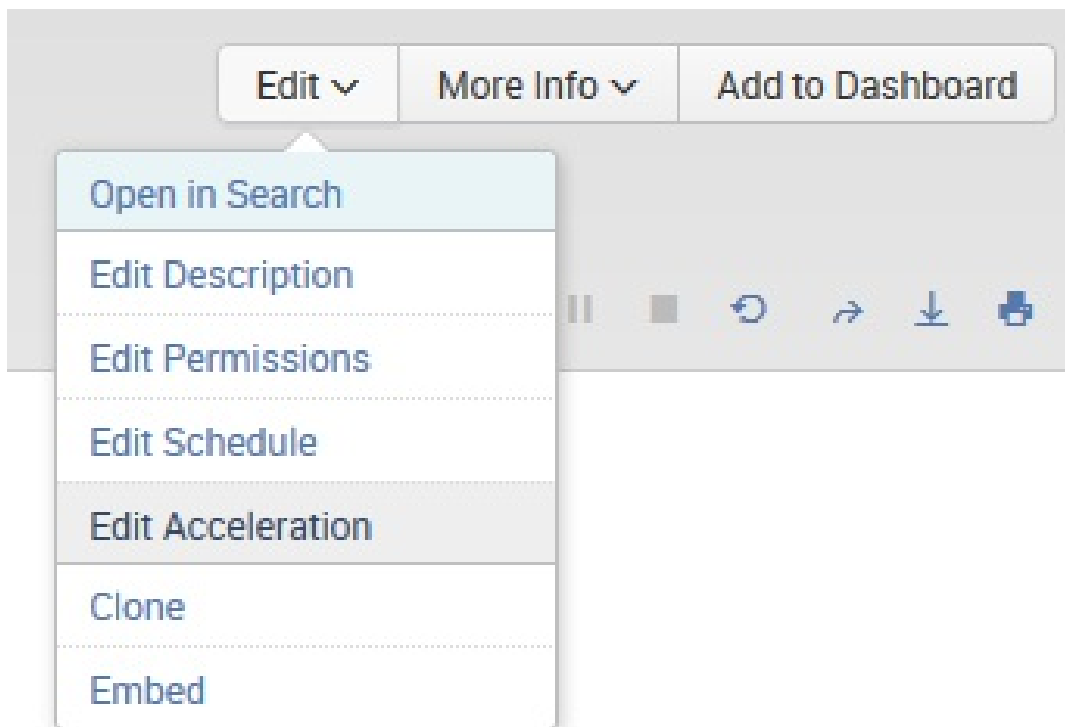 Edit More Info Add to Dashboard
Open in Search
Edit Description
Edit Permissions
Edit Schedule
Edit Acceleration
Clone
Embed